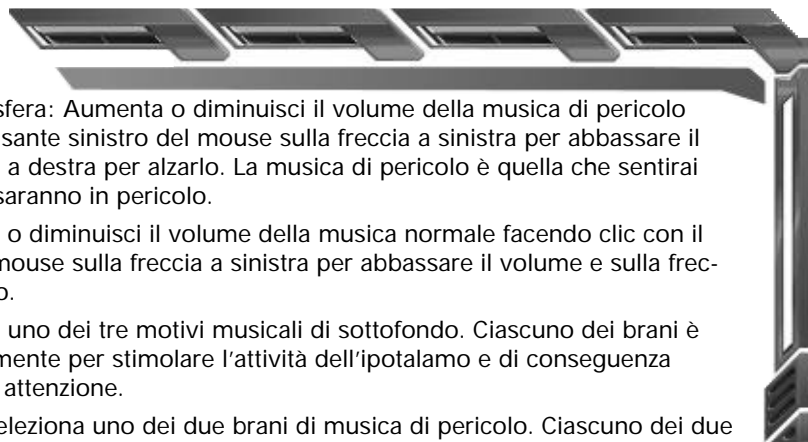 sfera: Aumenta o diminuisci il volume della musica di pericolo
sante sinistro del mouse sulla freccia a sinistra per abbassare il
a destra per alzarlo. La musica di pericolo è quella che sentirai
saranno in pericolo.
o diminuisci il volume della musica normale facendo clic con il
mouse sulla freccia a sinistra per abbassare il volume e sulla frec-
o.
uno dei tre motivi musicali di sottofondo. Ciascuno dei brani è
mente per stimolare l'attività dell'ipotalamo e di conseguenza
attenzione.
eleziona uno dei due brani di musica di pericolo. Ciascuno dei due